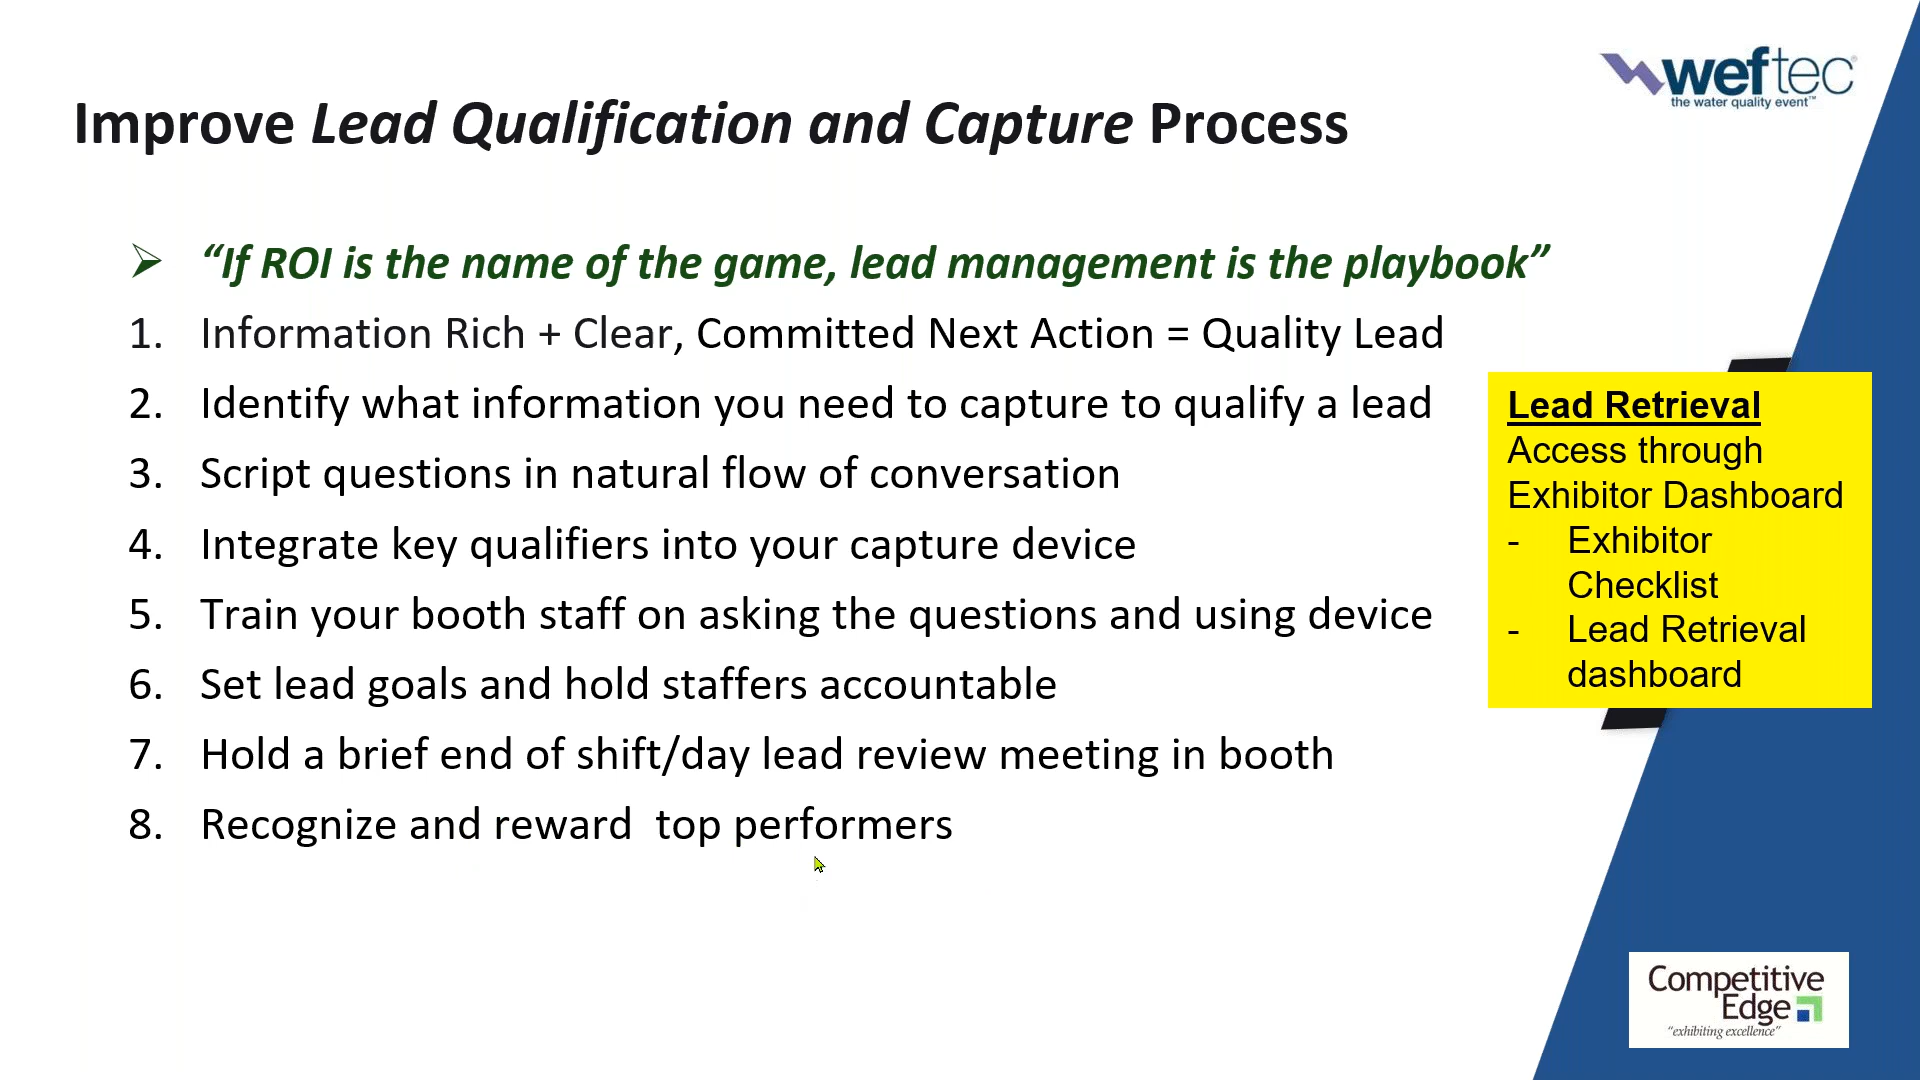 weftec®
the water quality event™
Improve Lead Qualification and Capture Process
➢ “If ROI is the name of the game, lead management is the playbook”
1. Information Rich + Clear, Committed Next Action = Quality Lead
2. Identify what information you need to capture to qualify a lead
3. Script questions in natural flow of conversation
4. Integrate key qualifiers into your capture device
5. Train your booth staff on asking the questions and using device
6. Set lead goals and hold staffers accountable
7. Hold a brief end of shift/day lead review meeting in booth
8. Recognize and reward  top performers
Lead Retrieval
Access through
Exhibitor Dashboard
- Exhibitor
Checklist
- Lead Retrieval
dashboard
Competitive
Edge
“exhibiting excellence”